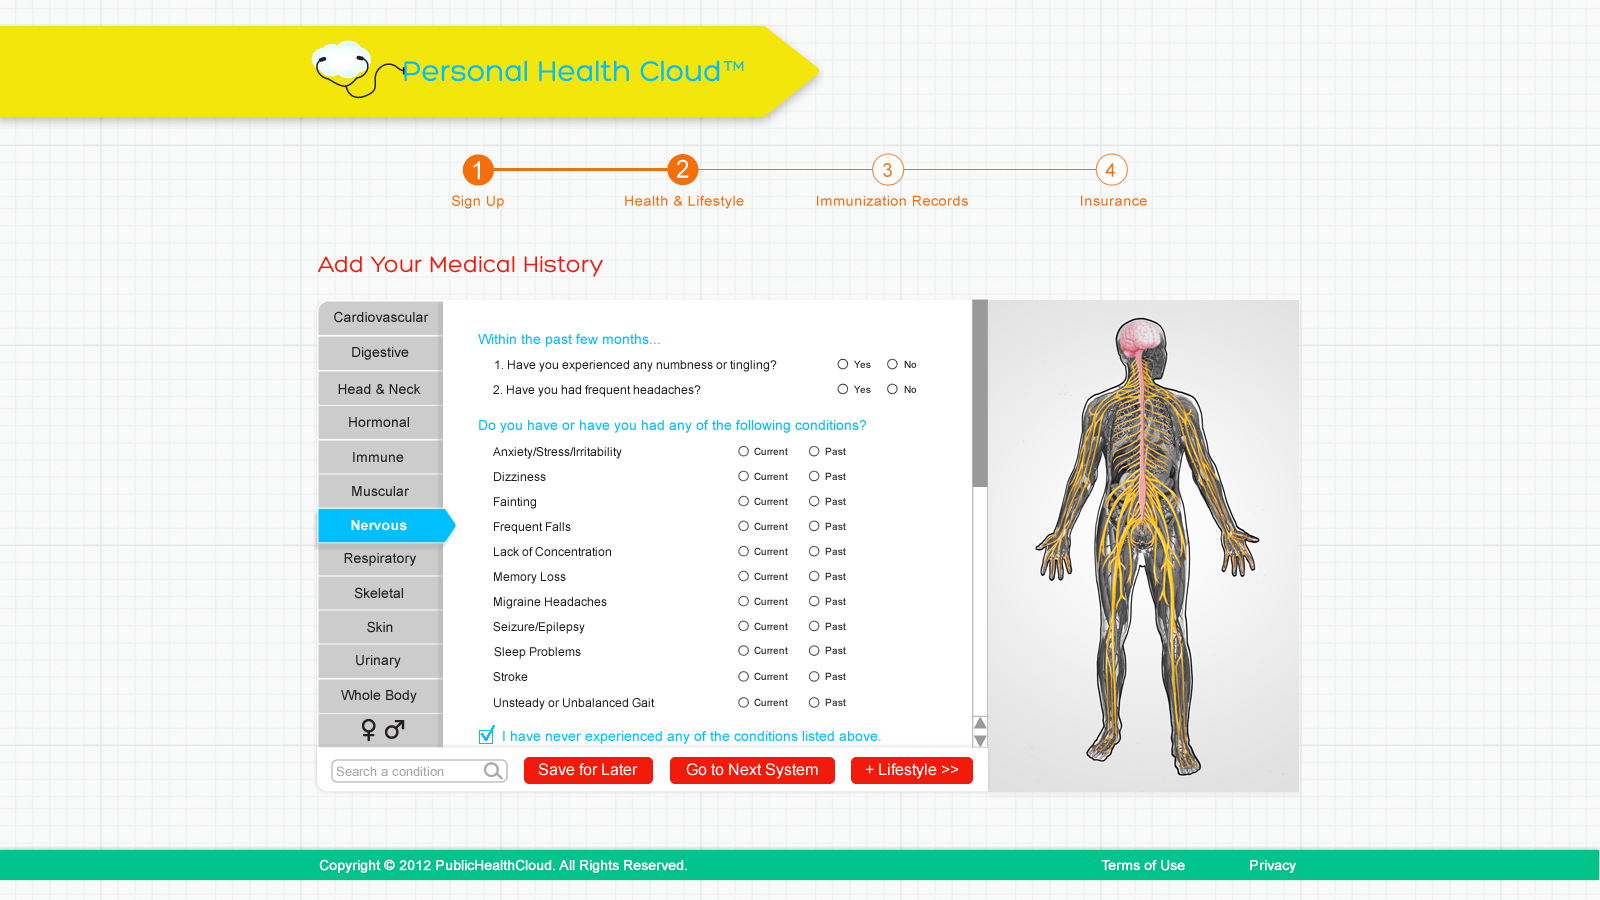 Personal Health Cloud™
1
2
3
4
Sign Up
Health & Lifestyle
Immunization Records
Insurance
Add Your Medical History
Cardiovascular
Digestive
Head & Neck
Hormonal
Immune
Muscular
Nervous
Respiratory
Skeletal
Skin
Urinary
Whole Body
♀ ♂
Within the past few months...
1. Have you experienced any numbness or tingling? Yes No
2. Have you had frequent headaches? Yes No
Do you have or have you had any of the following conditions?
Anxiety/Stress/Irritability Current Past
Dizziness Current Past
Fainting Current Past
Frequent Falls Current Past
Lack of Concentration Current Past
Memory Loss Current Past
Migraine Headaches Current Past
Seizure/Epilepsy Current Past
Sleep Problems Current Past
Stroke Current Past
Unsteady or Unbalanced Gait Current Past
I have never experienced any of the conditions listed above.
Search a condition
Save for Later
Go to Next System
+ Lifestyle >>
Copyright © 2012 PublicHealthCloud. All Rights Reserved.
Terms of Use
Privacy